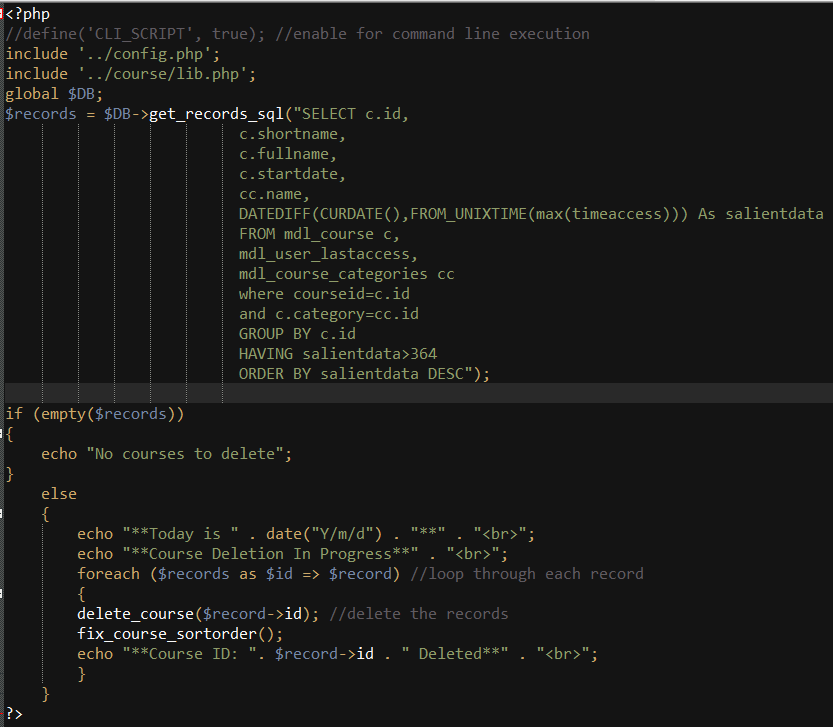 <?php
//define('CLI_SCRIPT', true); //enable for command line execution
include '../config.php';
include '../course/lib.php';
global $DB;
$records = $DB->get_records_sql("SELECT c.id,
c.shortname,
c.fullname,
c.startdate,
cc.name,
DATEDIFF(CURDATE(),FROM_UNIXTIME(max(timeaccess))) As salientdata
FROM mdl_course c,
mdl_user_lastaccess,
mdl_course_categories cc
where courseid=c.id
and c.category=cc.id
GROUP BY c.id
HAVING salientdata>364
ORDER BY salientdata DESC");
if (empty($records))
{
echo "No courses to delete";
}
else
{
echo "**Today is " . date("Y/m/d") . "**" . "<br>";
echo "**Course Deletion In Progress**" . "<br>";
foreach ($records as $id => $record) //loop through each record
{
delete_course($record->id); //delete the records
fix_course_sortorder();
echo "**Course ID: ". $record->id . " Deleted**" . "<br>";
}
}
?>